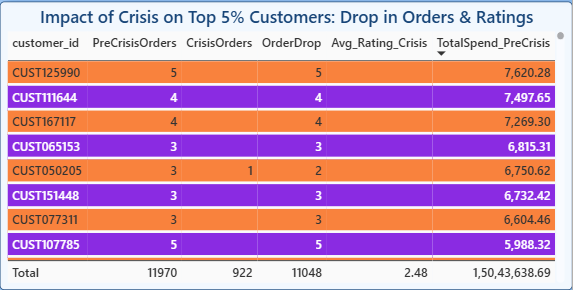 Impact of Crisis on Top 5% Customers: Drop in Orders & Ratings
customer_id PreCrisisOrders CrisisOrders OrderDrop Avg_Rating_Crisis TotalSpend_PreCrisis
CUST125990 5 5 7,620.28
CUST111644 4 4 7,497.65
CUST167117 4 4 7,269.30
CUST065153 3 3 6,815.31
CUST050205 3 1 2 6,750.62
CUST151448 3 3 6,732.42
CUST077311 3 3 6,604.46
CUST107785 5 5 5,988.32
Total 11970 922 11048 2.48 1,50,43,638.69